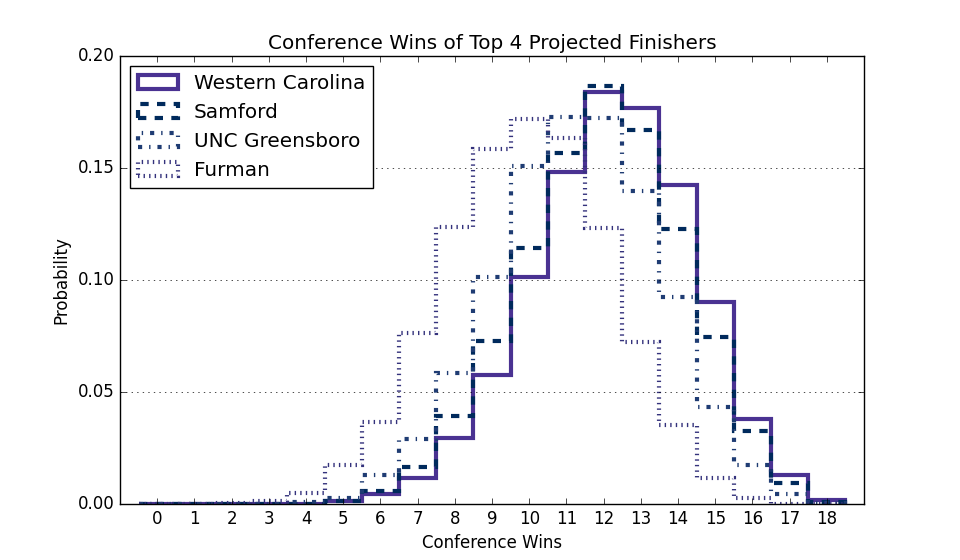 Conference Wins of Top 4 Projected Finishers
0.20
Western Carolina
Samford
UNC Greensboro
Furman
0.15
0.10
0.05
0.00
Probability
0 1 2 3 4 5 6 7 8 9 10 11 12 13 14 15 16 17 18
Conference Wins